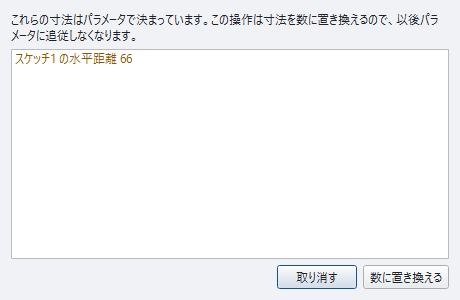 これらの寸法はパラメータで決まっています。この操作は寸法を数に置き換えるので、以後パラ
メータに追従しなくなります。
スケッチ1 の水平距離 66
取り消す
数に置き換える